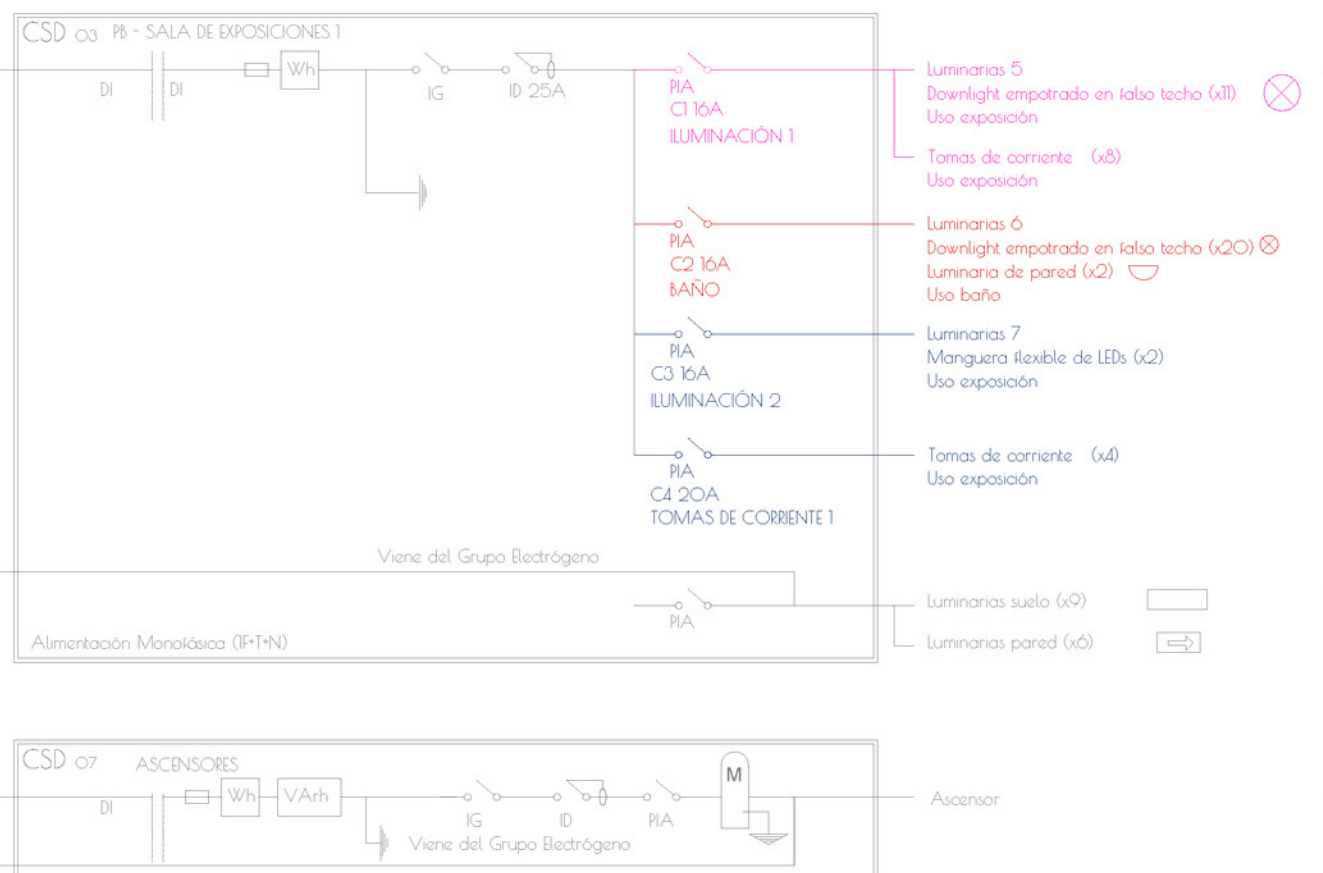 CSD 03 PB - SALA DE EXPOSICIONES 1
DI
DI
Wh
IG
ID 25A
PIA
C1 16A
ILUMINACIÓN 1
Luminarias 5
Downlight empotrado en falso techo (x11)
Uso exposición
Tomas de corriente (x8)
Uso exposición
PIA
C2 16A
BAÑO
Luminarias 6
Downlight empotrado en falso techo (x20)
Luminaria de pared (x2)
Uso baño
PIA
C3 16A
ILUMINACIÓN 2
Luminarias 7
Manguera flexible de LEDs (x2)
Uso exposición
PIA
C4 20A
TOMAS DE CORRIENTE 1
Tomas de corriente (x4)
Uso exposición
Viene del Grupo Electrógeno
PIA
Luminarias suelo (x9)
Luminarias pared (x6)
Alimentación Monofásica (1F+T+N)
CSD 07 ASCENSORES
DI
Wh
VArh
IG
ID
PIA
M
Ascensor
Viene del Grupo Electrógeno